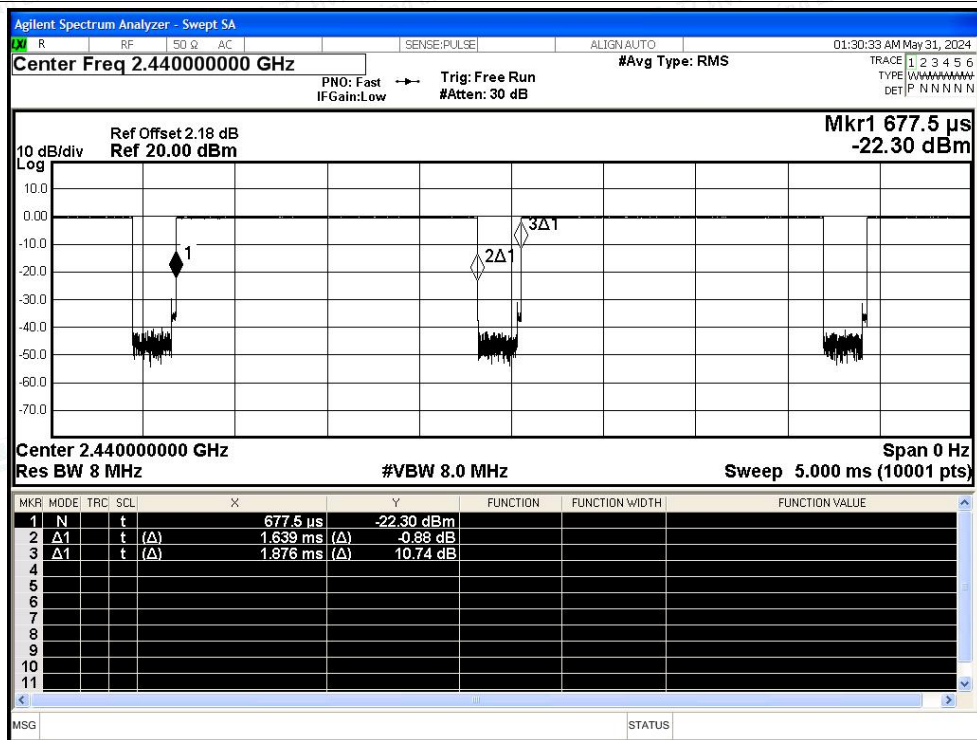 Agilent Spectrum Analyzer - Swept SA
LXI R RF 50 Ω AC SENSE:PULSE ALIGN AUTO 01:30:33 AM May 31, 2024
Center Freq 2.440000000 GHz #Avg Type: RMS TRACE 1 2 3 4 5 6
PNO: Fast Trig: Free Run TYPE W
IFGain:Low #Atten: 30 dB DET P N N N N N
Mkr1 677.5 µs
-22.30 dBm
Ref Offset 2.18 dB
10 dB/div Ref 20.00 dBm
Log
10.0
0.00
-10.0
-20.0
-30.0
-40.0
-50.0
-60.0
-70.0
1
2Δ1
3Δ1
Center 2.440000000 GHz Span 0 Hz
Res BW 8 MHz #VBW 8.0 MHz Sweep 5.000 ms (10001 pts)
MKR MODE TRC SCL X Y FUNCTION FUNCTION WIDTH FUNCTION VALUE
1 N t 677.5 µs -22.30 dBm
2 Δ1 t (Δ) 1.639 ms (Δ) -0.88 dB
3 Δ1 t (Δ) 1.876 ms (Δ) 10.74 dB
4
5
6
7
8
9
10
11
MSG STATUS